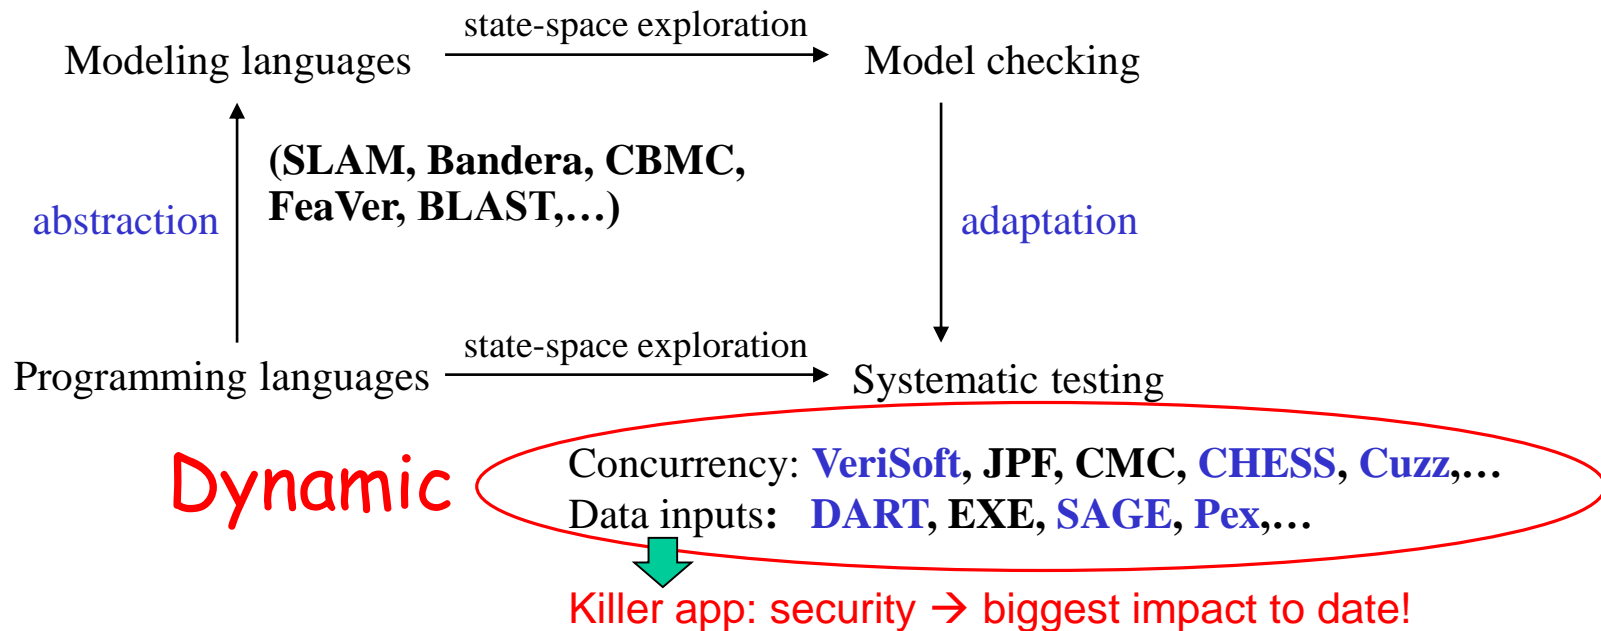 state-space exploration
Modeling languages
Model checking
(SLAM, Bandera, CBMC,
FeaVer, BLAST,…)
abstraction
adaptation
state-space exploration
Programming languages
Systematic testing
Dynamic
Concurrency: VeriSoft, JPF, CMC, CHESS, Cuzz,…
Data inputs: DART, EXE, SAGE, Pex,…
Killer app: security → biggest impact to date!